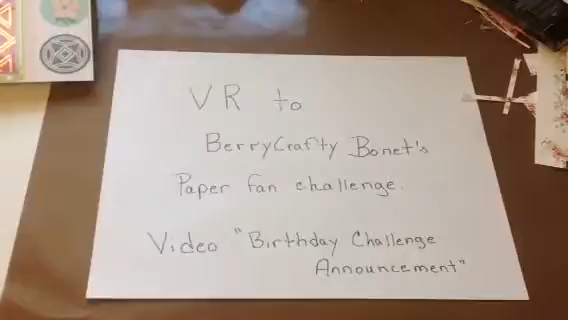 VR to
BerryCrafty Bonet's
Paper fan challenge.
Video "Birthday Challenge
Announcement"